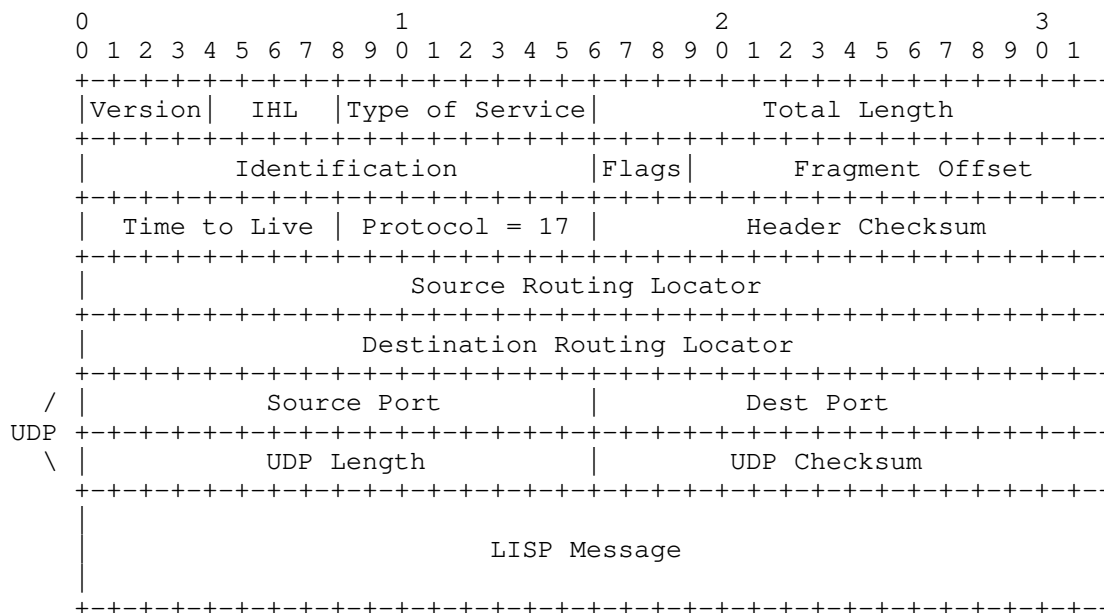 0                   1                   2                   3
0 1 2 3 4 5 6 7 8 9 0 1 2 3 4 5 6 7 8 9 0 1 2 3 4 5 6 7 8 9 0 1
+-+-+-+-+-+-+-+-+-+-+-+-+-+-+-+-+-+-+-+-+-+-+-+-+-+-+-+-+-+-+-+--
|Version| IHL |Type of Service| Total Length
+-+-+-+-+-+-+-+-+-+-+-+-+-+-+-+-+-+-+-+-+-+-+-+-+-+-+-+-+-+-+-+--
| Identification |Flags| Fragment Offset
+-+-+-+-+-+-+-+-+-+-+-+-+-+-+-+-+-+-+-+-+-+-+-+-+-+-+-+-+-+-+-+--
| Time to Live | Protocol = 17 | Header Checksum
+-+-+-+-+-+-+-+-+-+-+-+-+-+-+-+-+-+-+-+-+-+-+-+-+-+-+-+-+-+-+-+--
| Source Routing Locator
+-+-+-+-+-+-+-+-+-+-+-+-+-+-+-+-+-+-+-+-+-+-+-+-+-+-+-+-+-+-+-+--
| Destination Routing Locator
+-+-+-+-+-+-+-+-+-+-+-+-+-+-+-+-+-+-+-+-+-+-+-+-+-+-+-+-+-+-+-+--
/ | Source Port | Dest Port
UDP +-+-+-+-+-+-+-+-+-+-+-+-+-+-+-+-+-+-+-+-+-+-+-+-+-+-+-+-+-+-+-+--
\ | UDP Length | UDP Checksum
+-+-+-+-+-+-+-+-+-+-+-+-+-+-+-+-+-+-+-+-+-+-+-+-+-+-+-+-+-+-+-+--
|
| LISP Message
|
+-+-+-+-+-+-+-+-+-+-+-+-+-+-+-+-+-+-+-+-+-+-+-+-+-+-+-+-+-+-+-+--